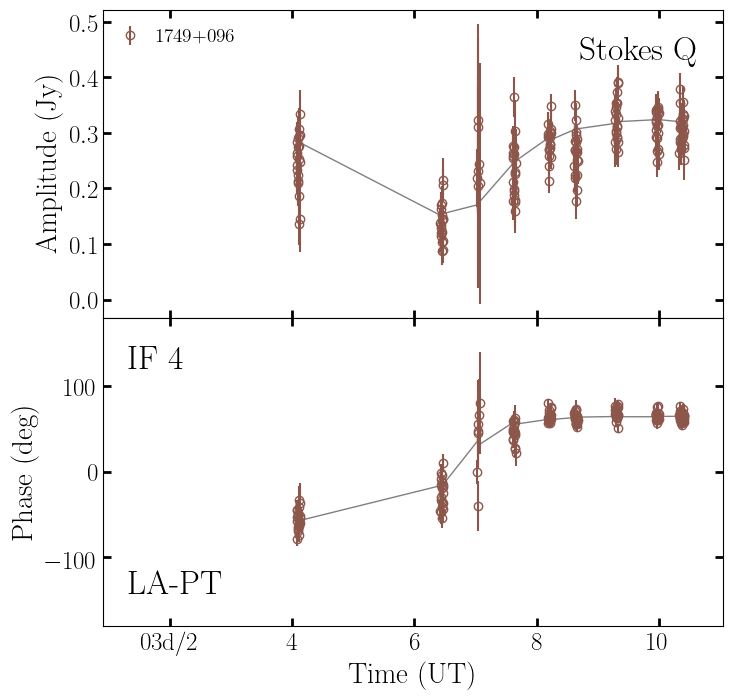 1749+096
Stokes Q
0.5
0.4
0.3
0.2
0.1
0.0
Amplitude (Jy)
IF 4
100
0
−100
Phase (deg)
LA-PT
03d/2 4 6 8 10
Time (UT)